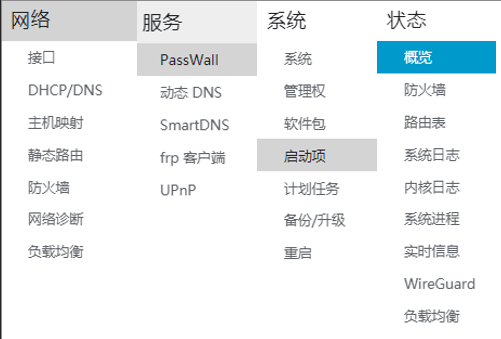 网络
接口
DHCP/DNS
主机映射
静态路由
防火墙
网络诊断
负载均衡
服务
PassWall
动态 DNS
SmartDNS
frp 客户端
UPnP
系统
系统
管理权
软件包
启动项
计划任务
备份/升级
重启
状态
概览
防火墙
路由表
系统日志
内核日志
系统进程
实时信息
WireGuard
负载均衡